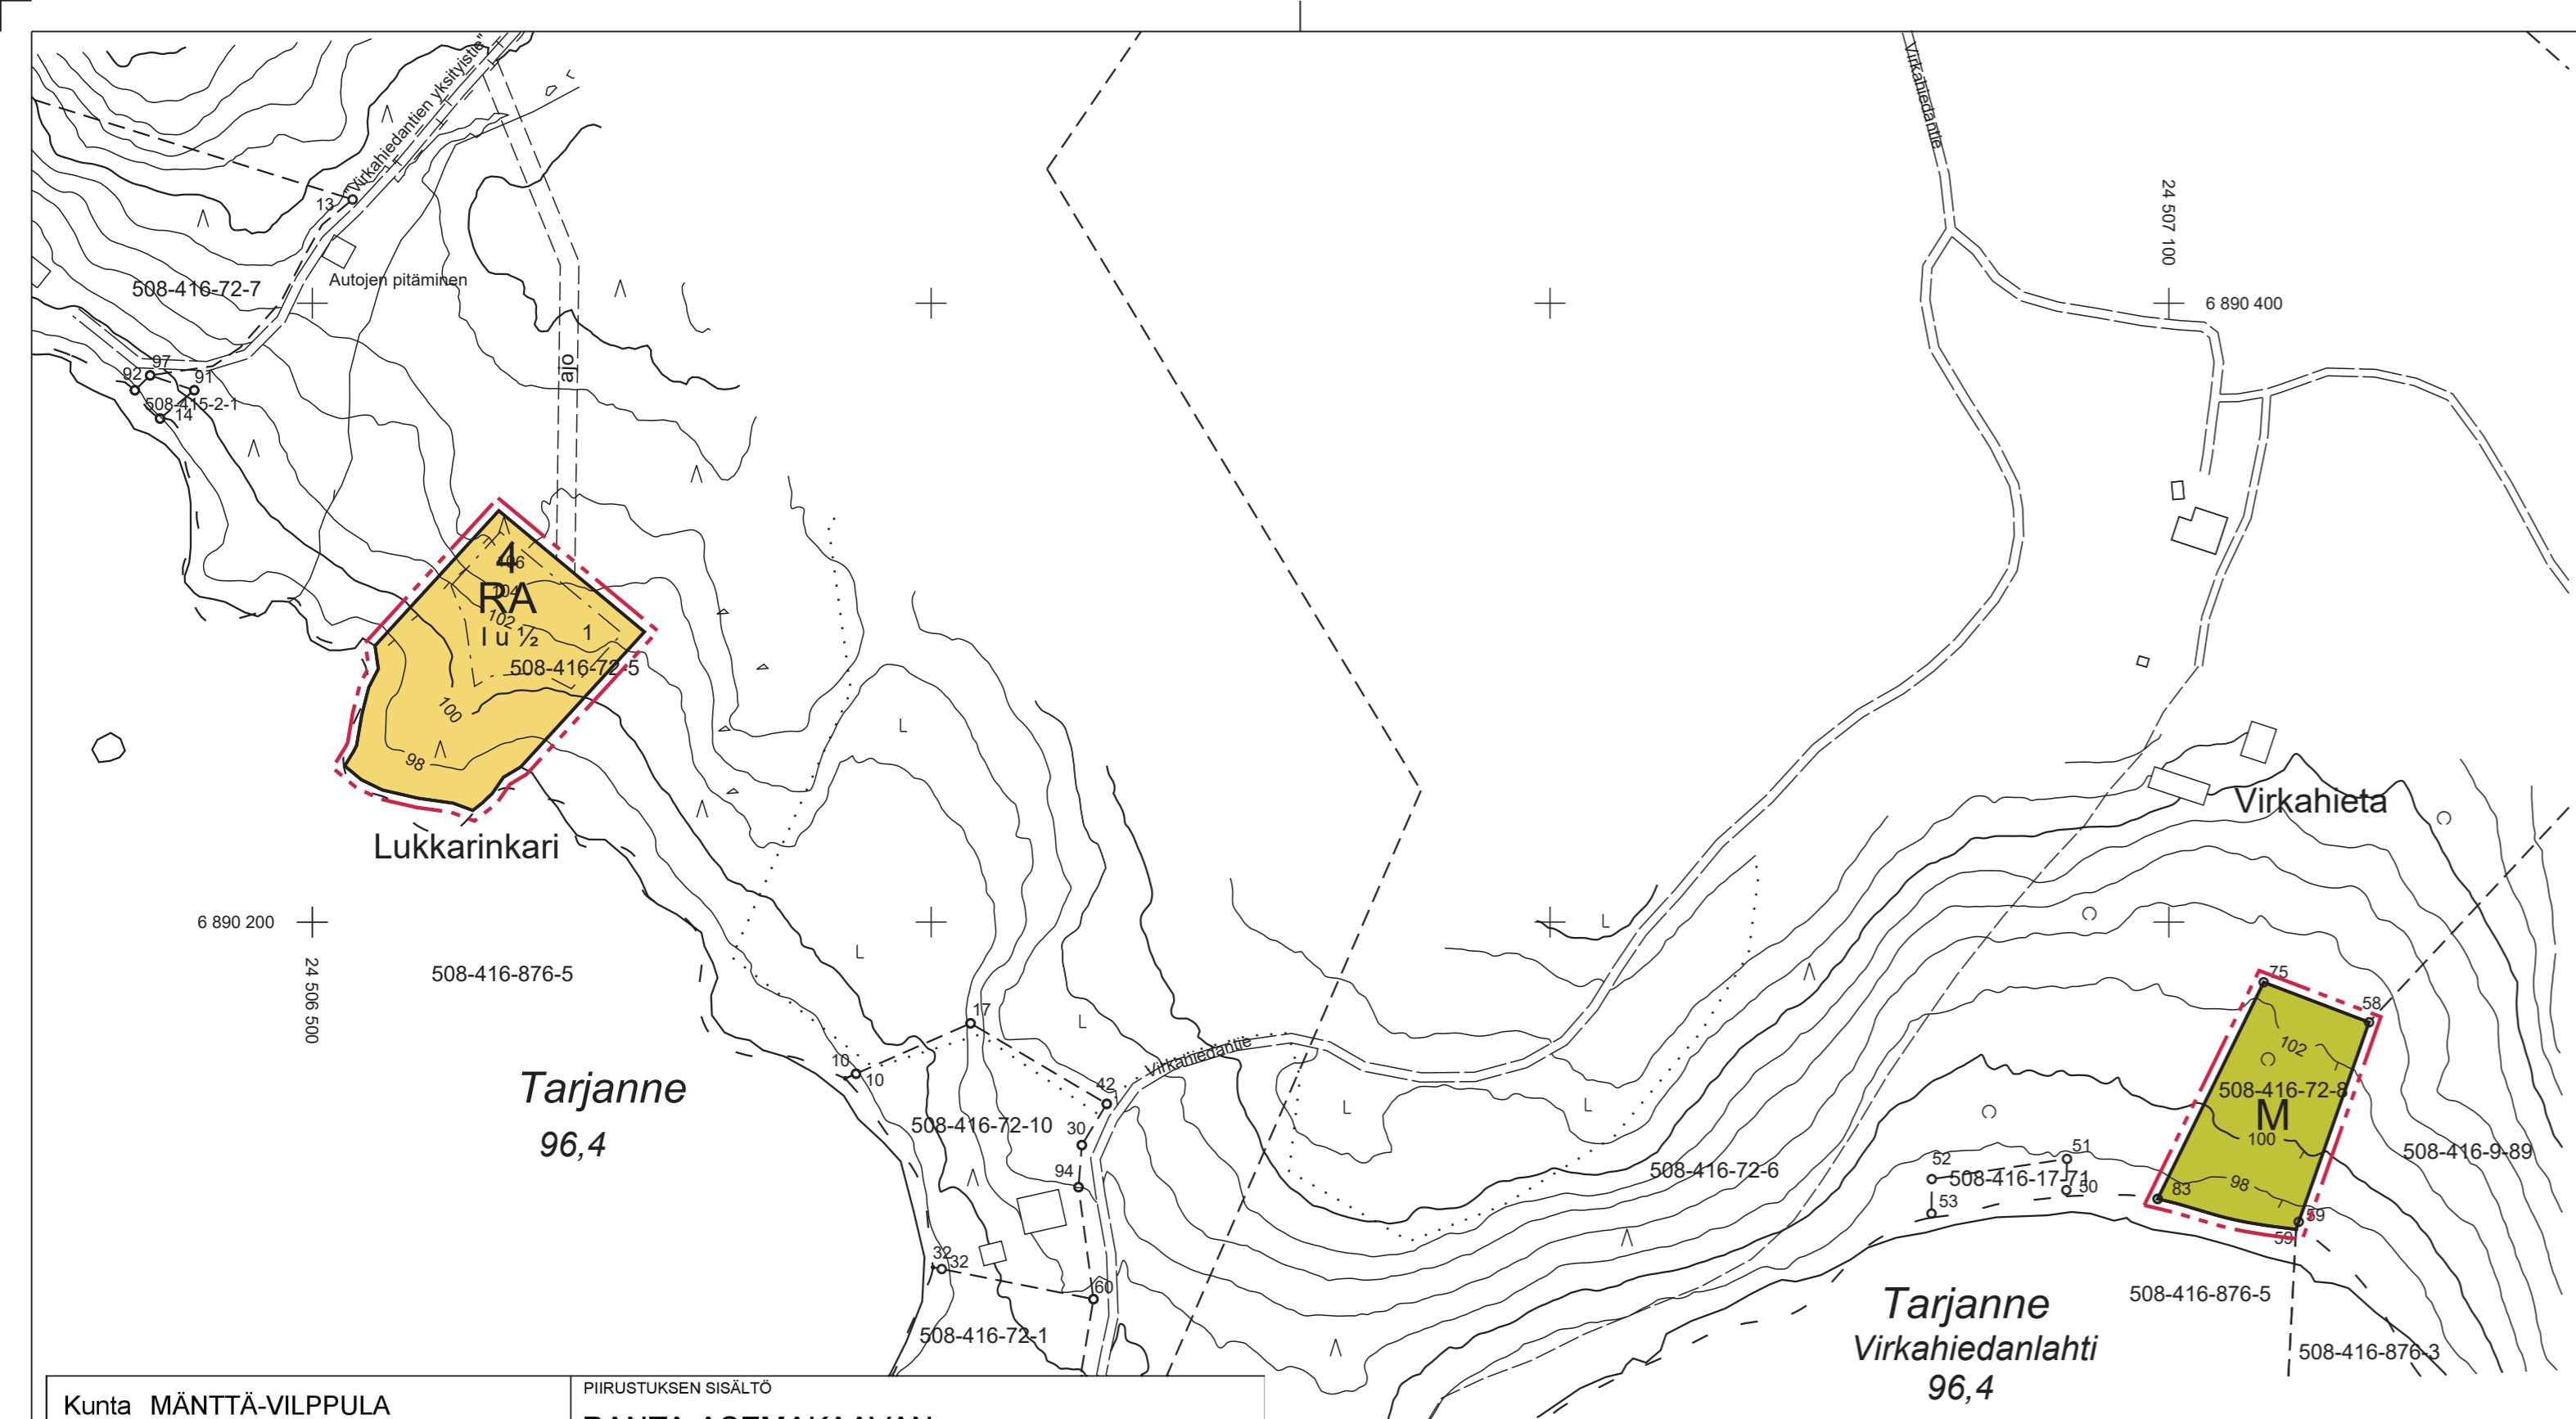 "Virkahiedantien yksityistie"
Virkahiedantie
24 507 100
6 890 400
13
Autojen pitäminen
508-416-72-7
97
92
91
508-415-2-1
14
ajo
4
106
RA
104
102
I u ½
1
508-416-72-5
100
98
Lukkarinkari
Virkahieta
6 890 200
24 506 500
508-416-876-5
75
58
17
10
10
Tarjanne
96,4
Virkahiedantie
42
508-416-72-10
30
94
102
508-416-72-8
M
100
98
83
59
59
508-416-9-89
508-416-72-6
52
51
508-416-17-71
50
53
32
32
60
508-416-72-1
Tarjanne
Virkahiedanlahti
96,4
508-416-876-5
508-416-876-3
Kunta MÄNTTÄ-VILPPULA
PIIRUSTUKSEN SISÄLTÖ
RANTA-ASEMAKAAVAN